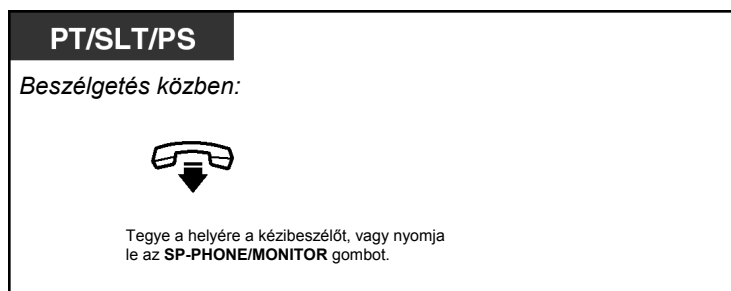 PT/SLT/PS
Beszélgetés közben:
Tegye a helyére a kézibeszélőt, vagy nyomja
le az SP-PHONE/MONITOR gombot.